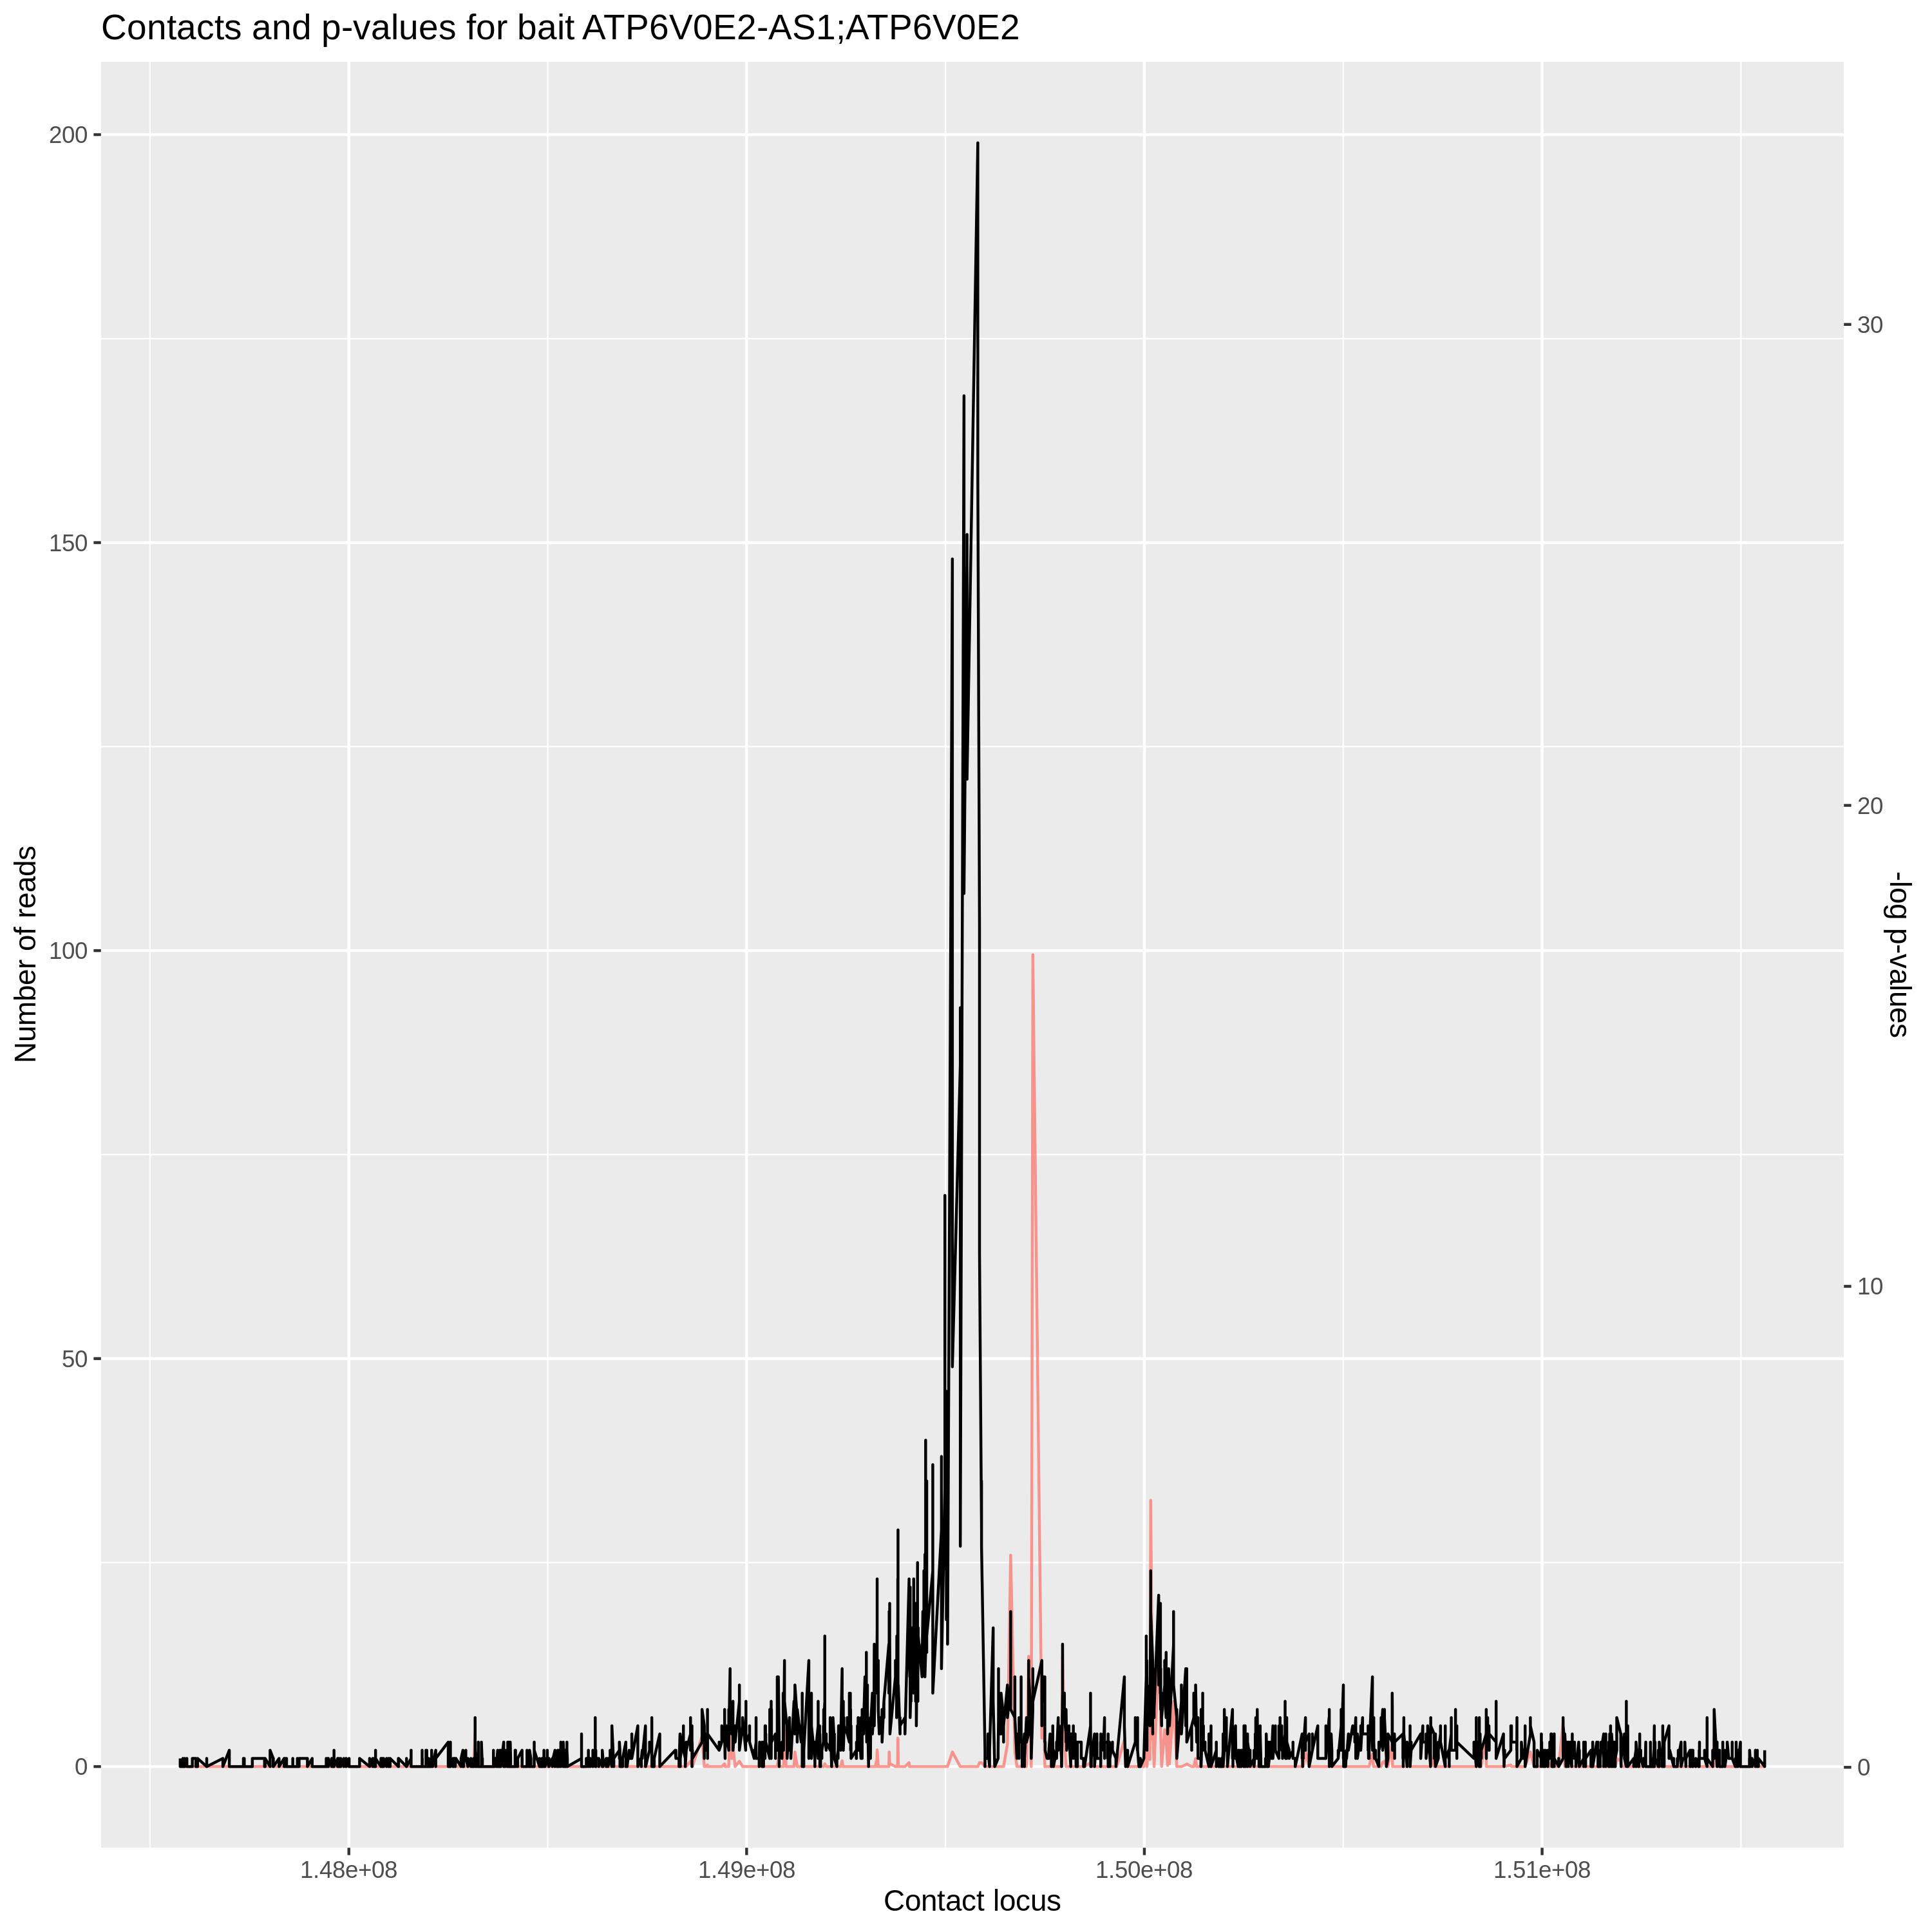 Contacts and p-values for bait ATP6V0E2-AS1;ATP6V0E2
200
150
100
50
0
Number of reads
30
20
10
0
-log p-values
1.48e+08
1.49e+08
1.50e+08
1.51e+08
Contact locus